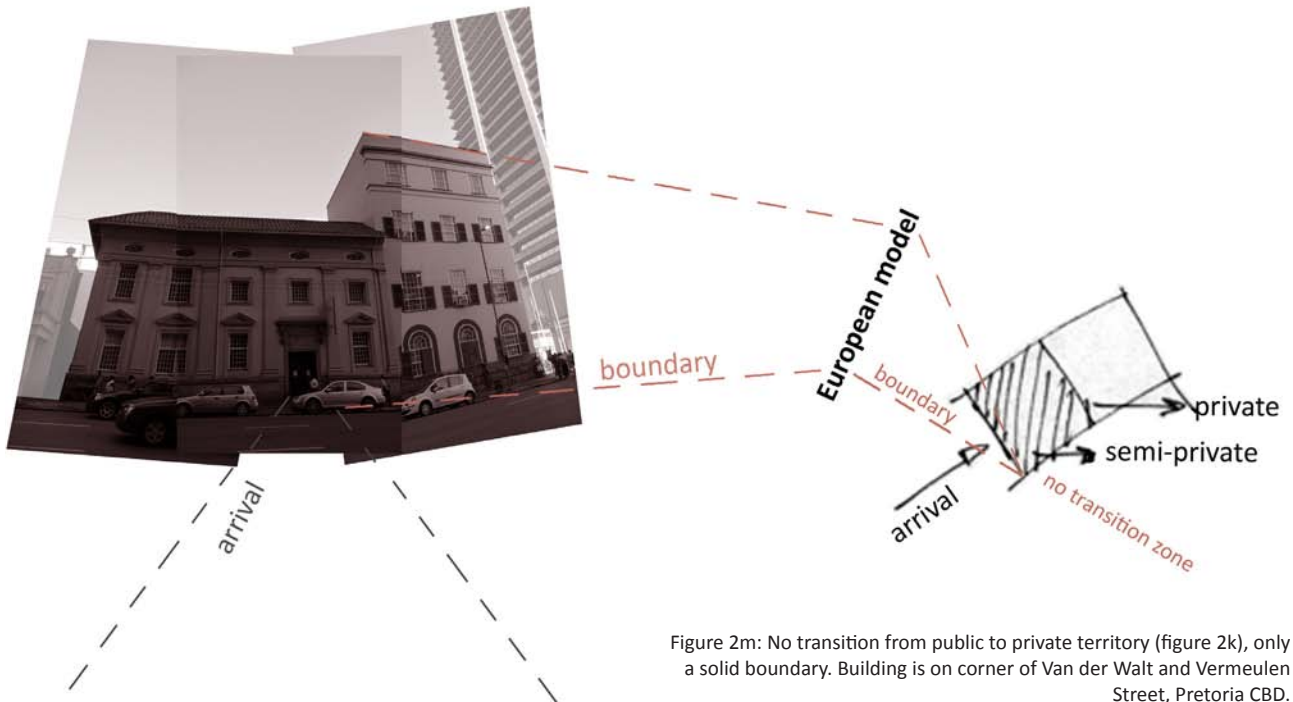 boundary
arrival
European model
boundary
private
semi-private
arrival
no transition zone
Figure 2m: No transition from public to private territory (figure 2k), only
a solid boundary. Building is on corner of Van der Walt and Vermeulen
Street, Pretoria CBD.